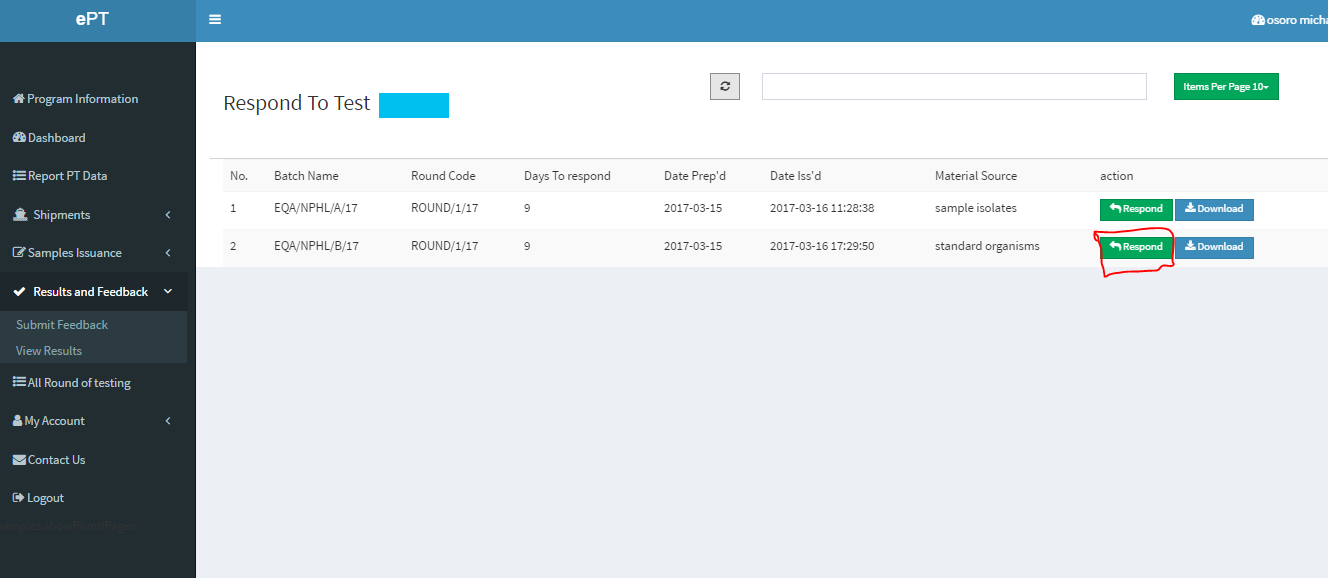 ePT
osoro micha
Program Information
Dashboard
Report PT Data
Shipments
Samples Issuance
Results and Feedback
Submit Feedback
View Results
All Round of testing
My Account
Contact Us
Logout
Respond To Test
Items Per Page 10
No. Batch Name Round Code Days To respond Date Prep'd Date Iss'd Material Source action
1 EQA/NPHL/A/17 ROUND/1/17 9 2017-03-15 2017-03-16 11:28:38 sample isolates Respond Download
2 EQA/NPHL/B/17 ROUND/1/17 9 2017-03-15 2017-03-16 17:29:50 standard organisms Respond Download